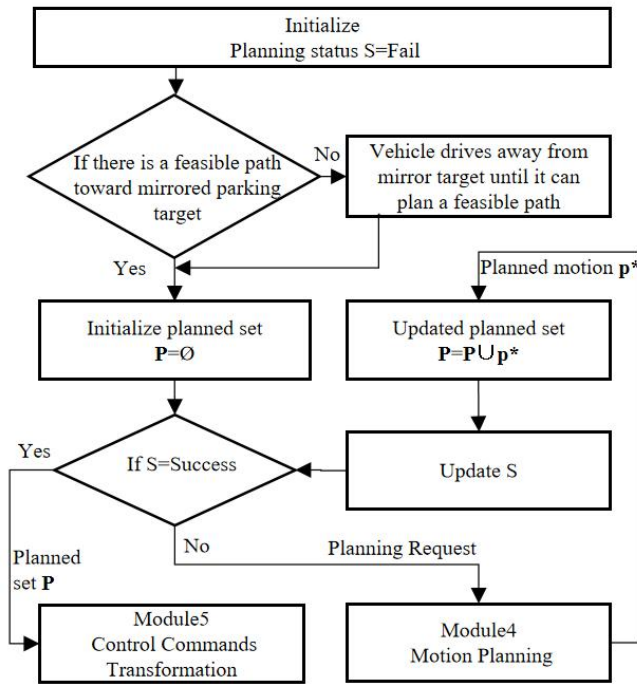 Initialize
Planning status S=Fail
If there is a feasible path
toward mirrored parking
target
No
Vehicle drives away from
mirror target until it can
plan a feasible path
Yes
Planned motion p*
Initialize planned set
P=Ø
Updated planned set
P=P∪p*
Yes
If S=Success
Update S
No
Planning Request
Planned
set P
Module5
Control Commands
Transformation
Module4
Motion Planning